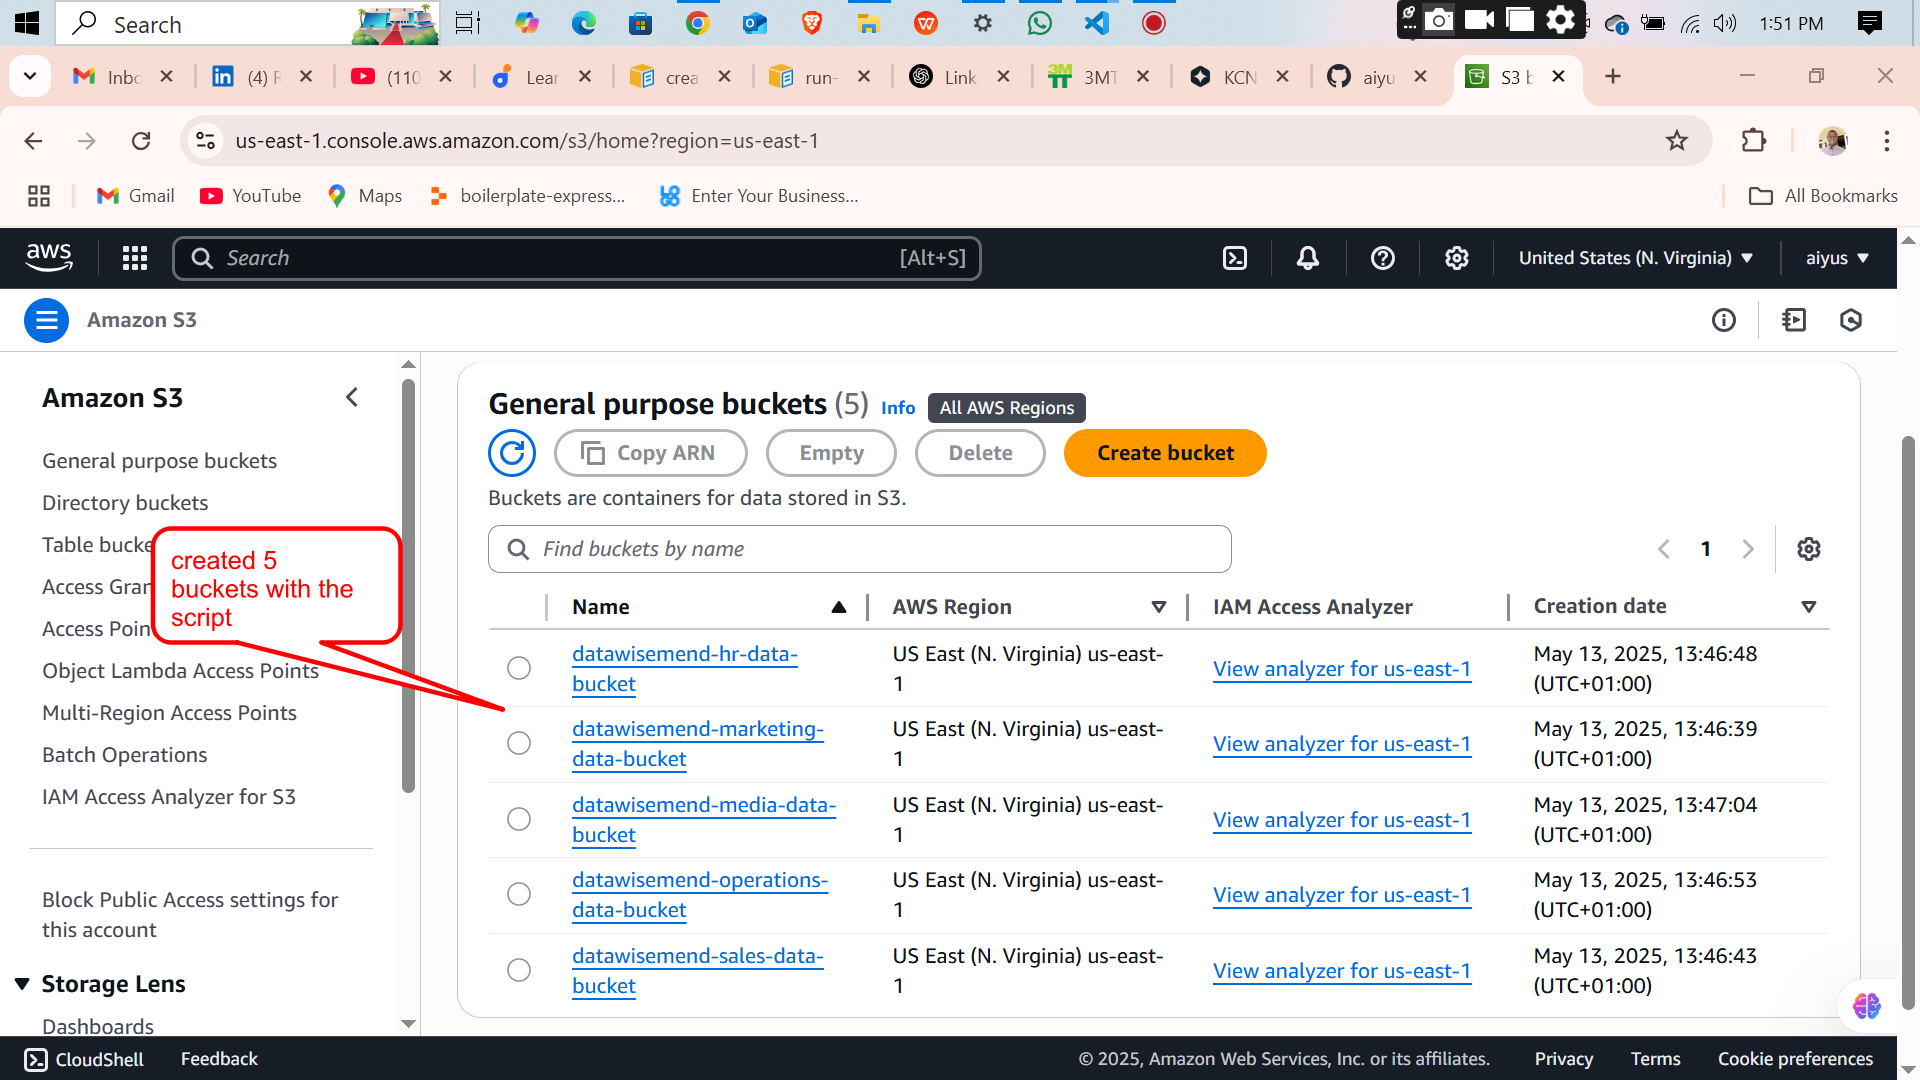 Search
1:51 PM
Inbc
(4) F
(110
Lear
crea
run-
Link
3MT
KCN
aiyu
S3 b
us-east-1.console.aws.amazon.com/s3/home?region=us-east-1
Gmail
YouTube
Maps
boilerplate-express...
Enter Your Business...
All Bookmarks
aws
Search
[Alt+S]
United States (N. Virginia)
aiyus
Amazon S3
Amazon S3
General purpose buckets
Directory buckets
Table bucke
Access Gran
Access Poin
Object Lambda Access Points
Multi-Region Access Points
Batch Operations
IAM Access Analyzer for S3
Block Public Access settings for
this account
Storage Lens
Dashboards
created 5
buckets with the
script
General purpose buckets (5) Info All AWS Regions
Copy ARN
Empty
Delete
Create bucket
Buckets are containers for data stored in S3.
Find buckets by name
1
Name
AWS Region
IAM Access Analyzer
Creation date
datawisemend-hr-data-
bucket
US East (N. Virginia) us-east-
1
View analyzer for us-east-1
May 13, 2025, 13:46:48
(UTC+01:00)
datawisemend-marketing-
data-bucket
US East (N. Virginia) us-east-
1
View analyzer for us-east-1
May 13, 2025, 13:46:39
(UTC+01:00)
datawisemend-media-data-
bucket
US East (N. Virginia) us-east-
1
View analyzer for us-east-1
May 13, 2025, 13:47:04
(UTC+01:00)
datawisemend-operations-
data-bucket
US East (N. Virginia) us-east-
1
View analyzer for us-east-1
May 13, 2025, 13:46:53
(UTC+01:00)
datawisemend-sales-data-
bucket
US East (N. Virginia) us-east-
1
View analyzer for us-east-1
May 13, 2025, 13:46:43
(UTC+01:00)
CloudShell
Feedback
© 2025, Amazon Web Services, Inc. or its affiliates.
Privacy
Terms
Cookie preferences